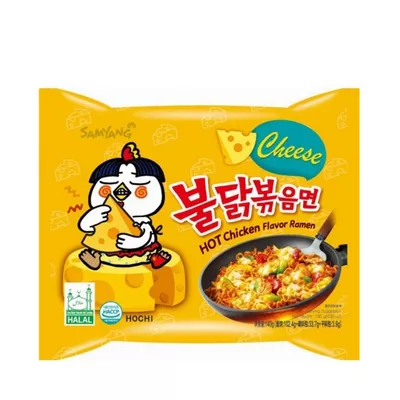 SAMYANG
Cheese
불닭볶음면
HOT Chicken Flavor Ramen
HALAL
HACCP
HOCHI